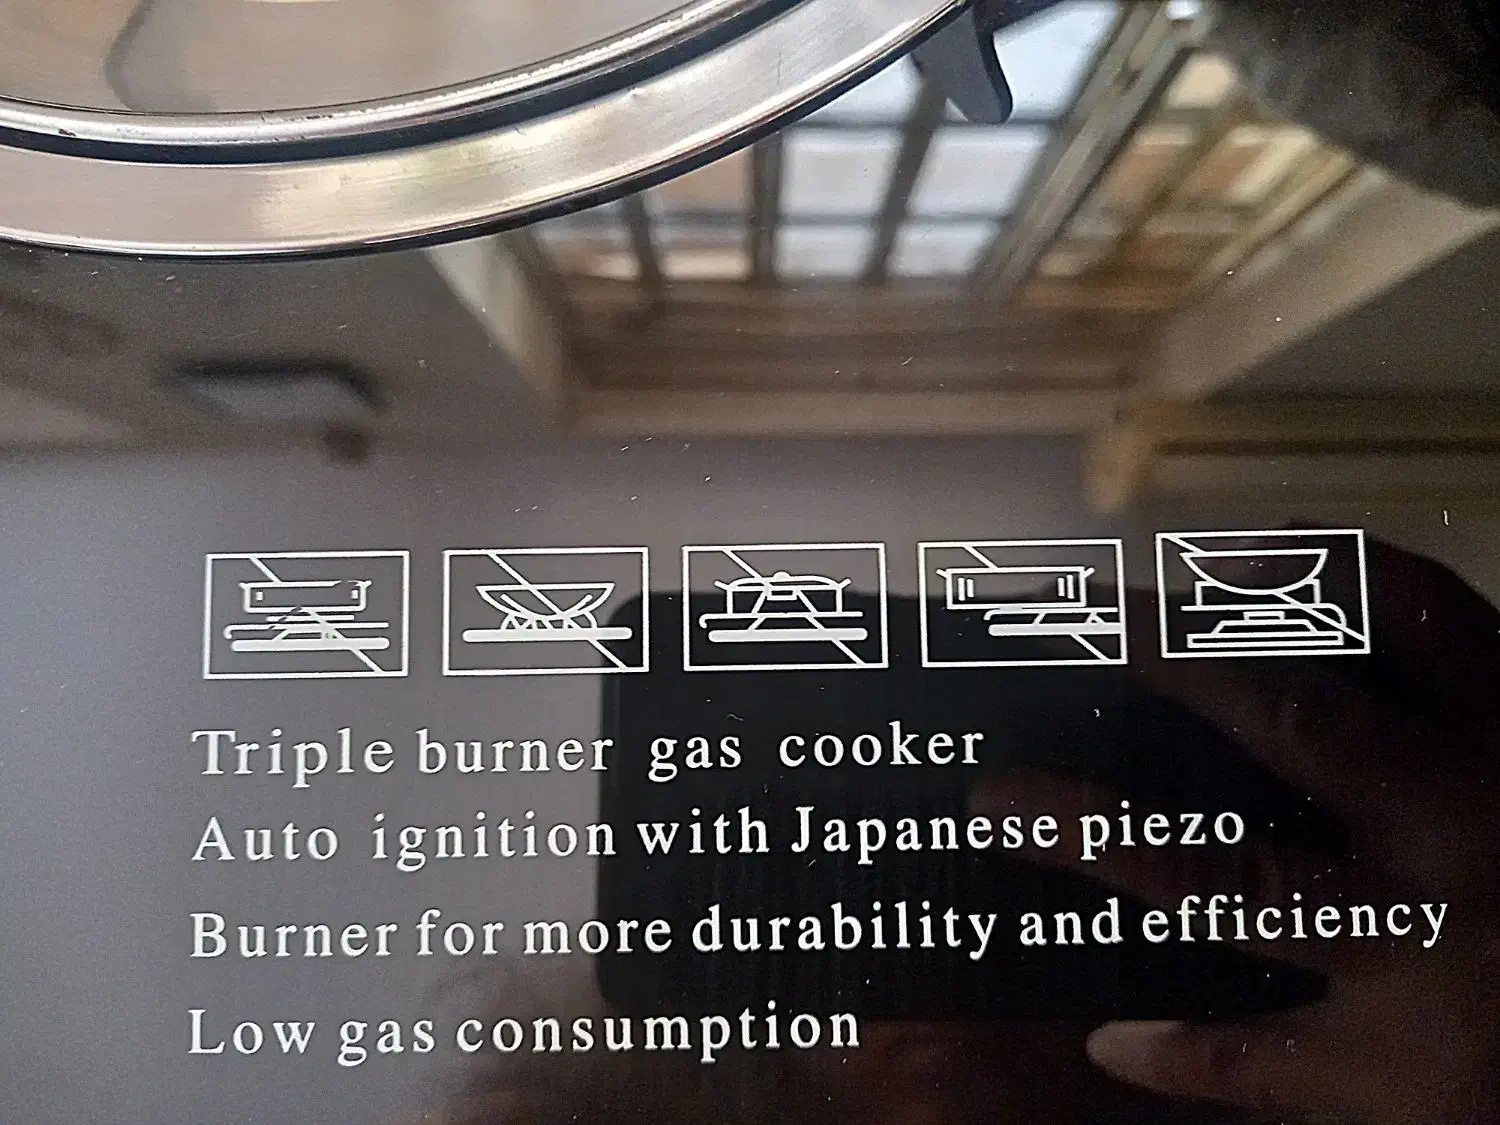 Triple burner gas cooker
Auto ignition with Japanese piezo
Burner for more durability and efficiency
Low gas consumption